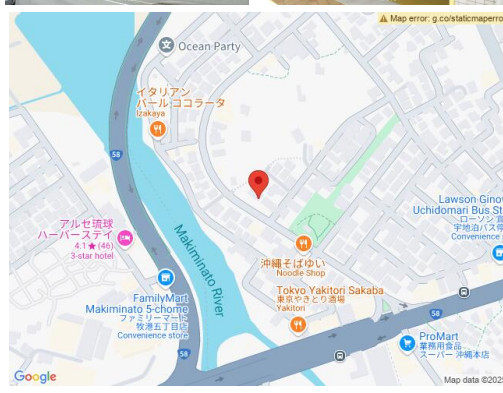 Map error: g.co/staticmaperro
Ocean Party
イタリアン
バール ココラータ
Izakaya
58
アルセ琉球
ハーバーステイ
4.1★(46)
3-star hotel
Makiminato River
Lawson Gino
Uchidomari Bus St
ローソン宜
宇地泊バス停
Convenience s
沖縄そばゆい
Noodle Shop
Tokyo Yakitori Sakaba
東京やきとり酒場
Yakitori
FamilyMart
Makiminato 5-chome
ファミリーマート
牧港五丁目店
Convenience store
58
58
ProMart
業務用食品
スーパー 沖縄本店
Google
Map data ©2025